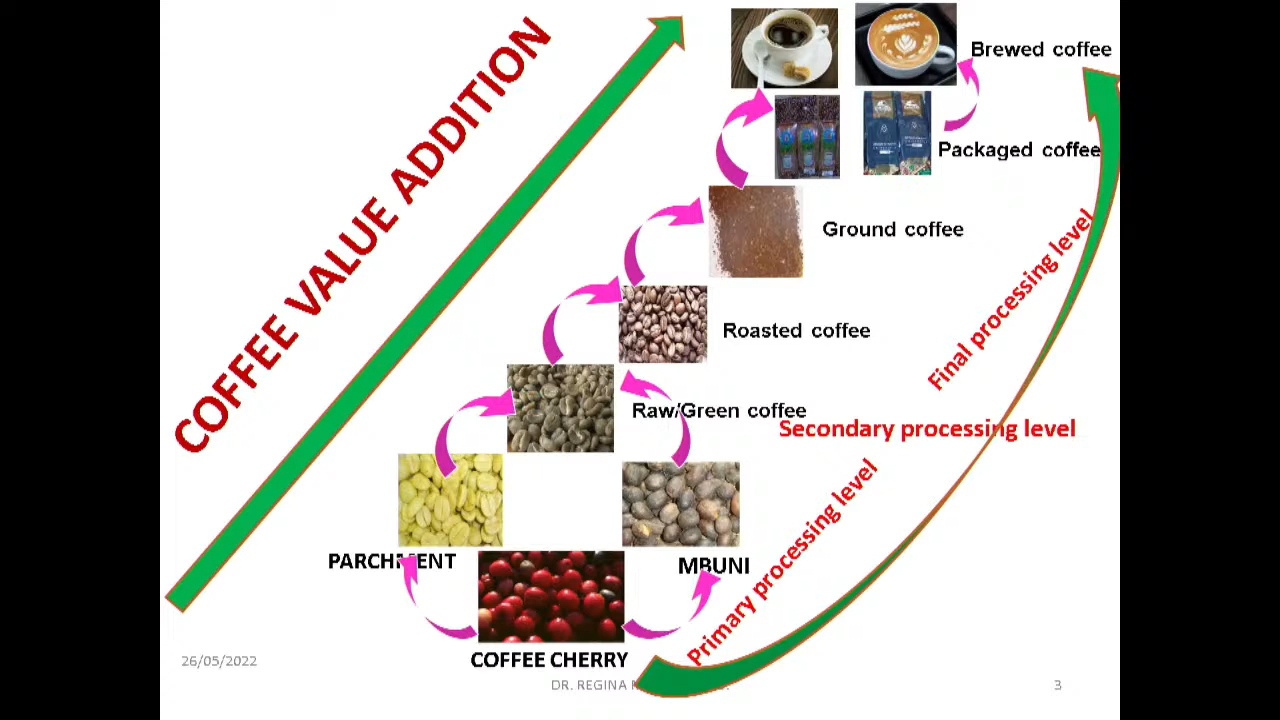 COFFEE VALUE ADDITION
Brewed coffee
Packaged coffee
Ground coffee
Final processing level
Roasted coffee
Raw/Green coffee
Secondary processing level
Primary processing level
PARCHMENT
MBUNI
COFFEE CHERRY
26/05/2022
DR. REGINA
3